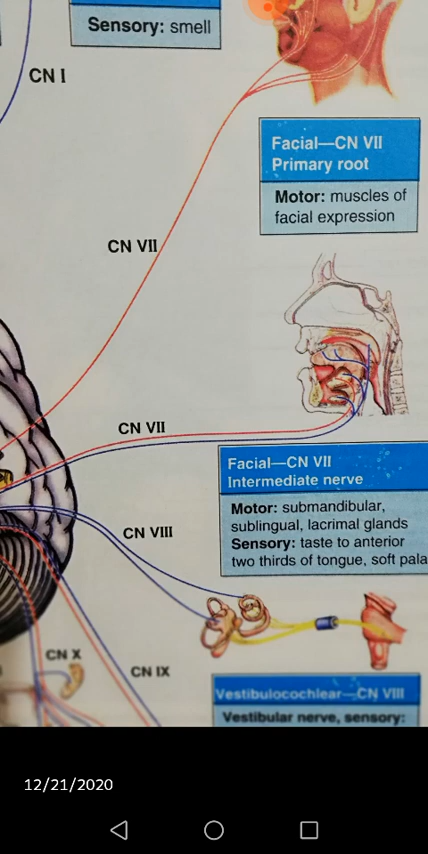 Sensory: smell
CN I
Facial—CN VII
Primary root
Motor: muscles of
facial expression
CN VII
CN VII
Facial—CN VII
Intermediate nerve
Motor: submandibular,
sublingual, lacrimal glands
Sensory: taste to anterior
two thirds of tongue, soft pala
CN VIII
CN X
CN IX
Vestibulocochlear—CN VIII
Vestibular nerve, sensory:
12/21/2020